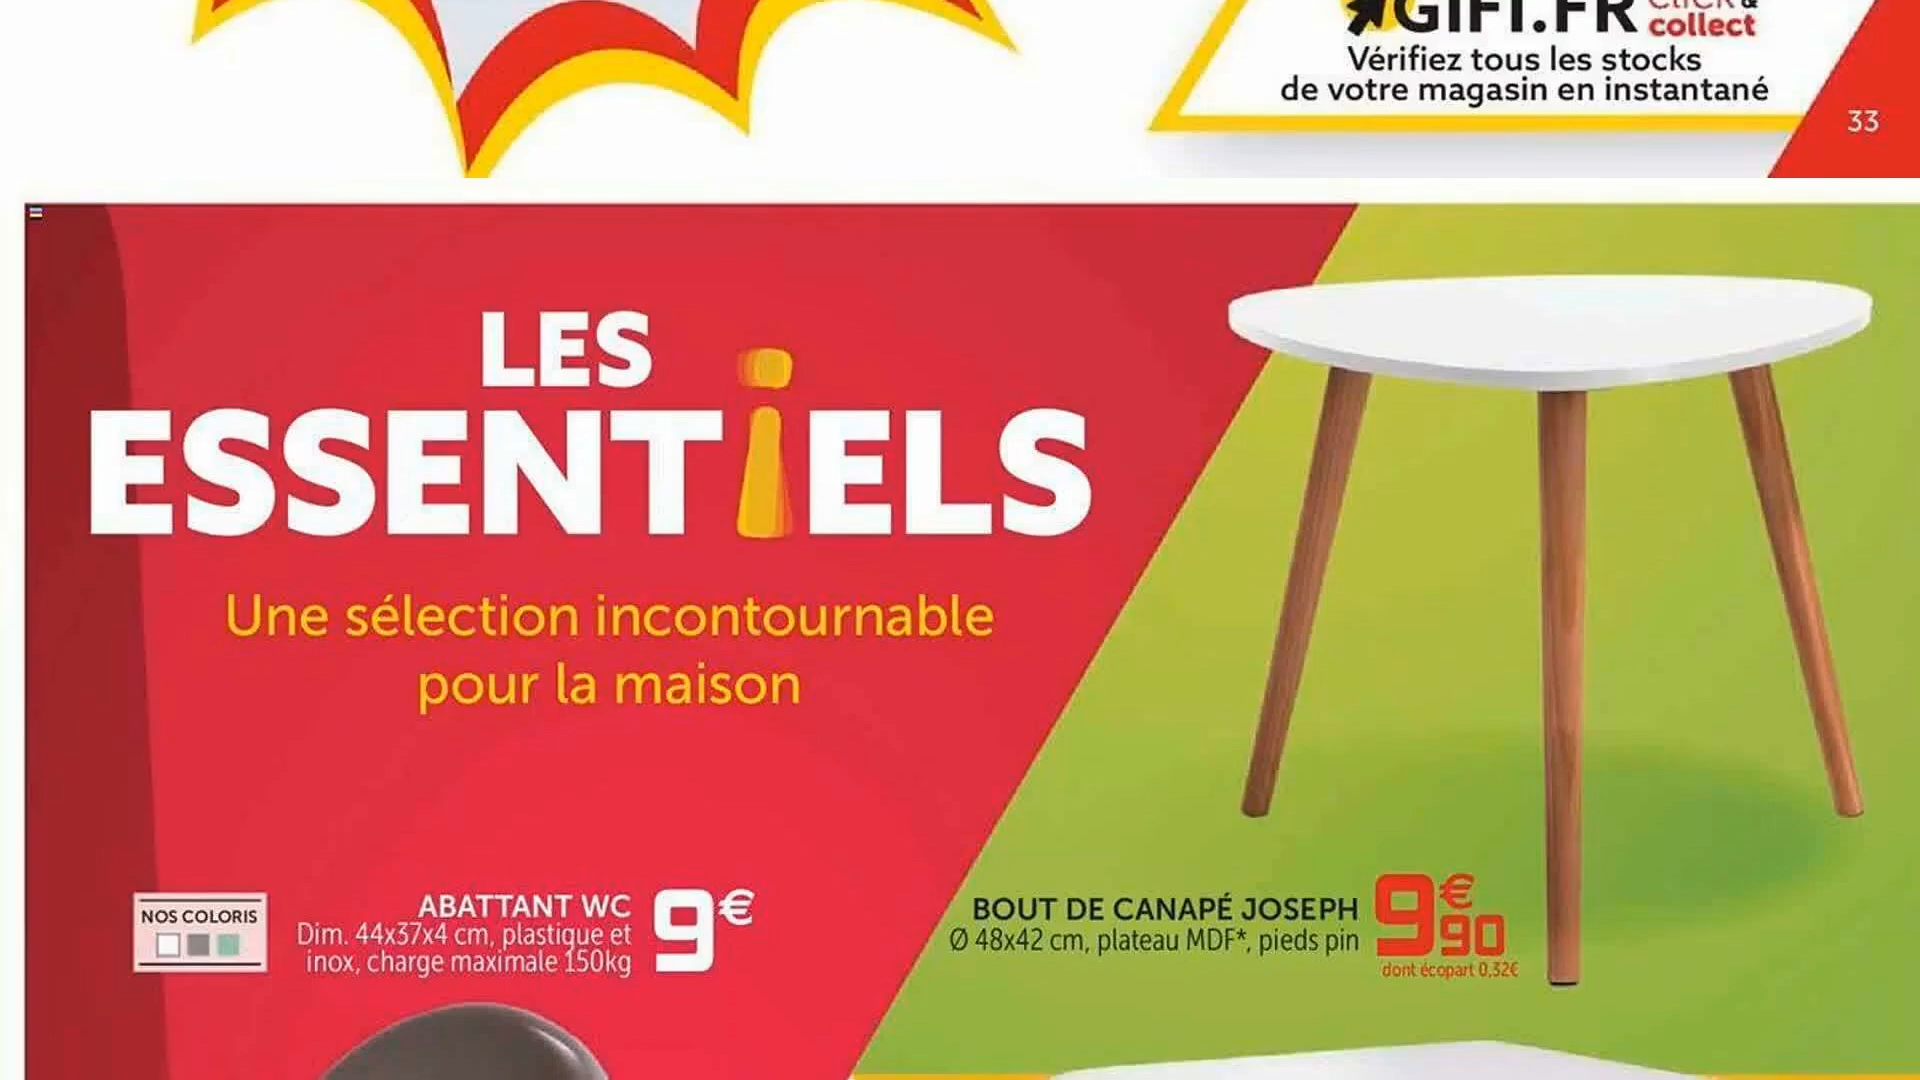 GIFI.FR CLICK &
collect
Vérifiez tous les stocks
de votre magasin en instantané
33
LES
ESSENTiELS
Une sélection incontournable
pour la maison
NOS COLORIS
ABATTANT WC
Dim. 44x37x4 cm, plastique et
inox, charge maximale 150kg
9€
BOUT DE CANAPÉ JOSEPH
Ø 48x42 cm, plateau MDF*, pieds pin
9€90
dont écopart 0,32€